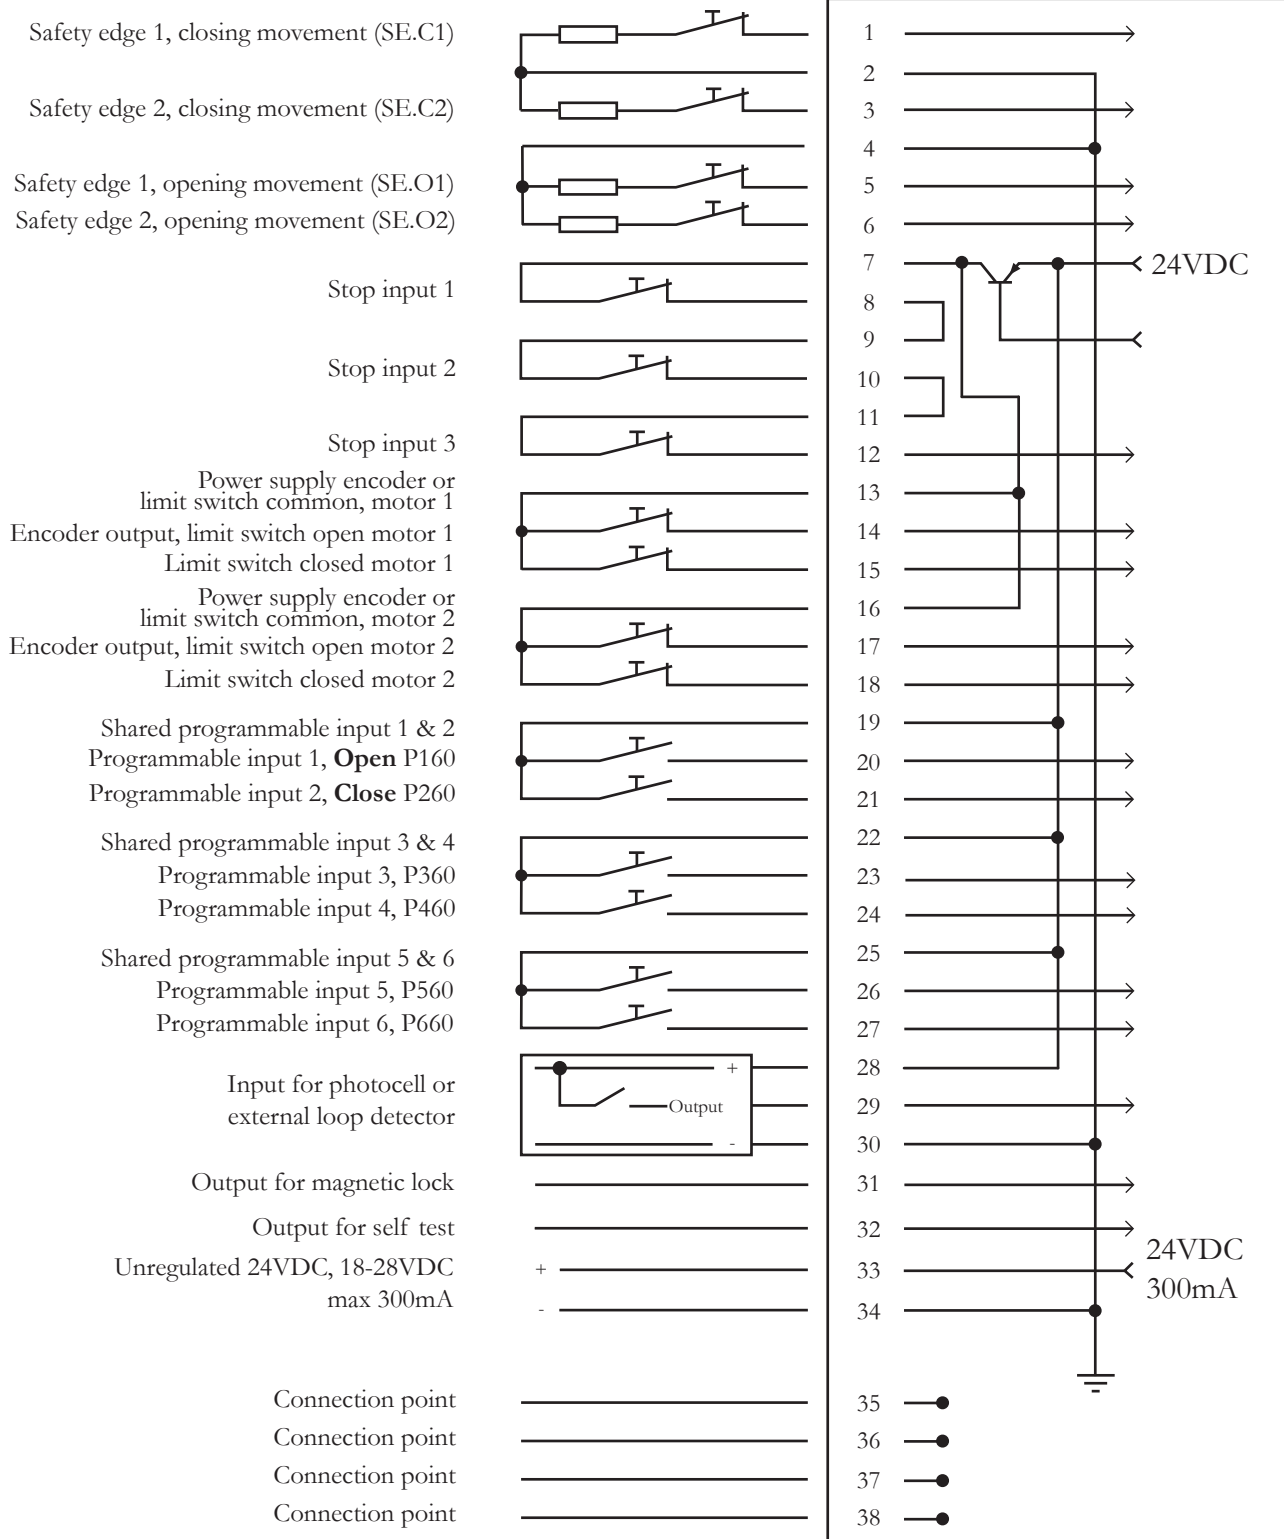 Safety edge 1, closing movement (SE.C1)
1
2
Safety edge 2, closing movement (SE.C2)
3
4
Safety edge 1, opening movement (SE.O1)
5
Safety edge 2, opening movement (SE.O2)
6
7
24VDC
Stop input 1
8
9
Stop input 2
10
11
Stop input 3
12
Power supply encoder or
limit switch common, motor 1
13
Encoder output, limit switch open motor 1
14
Limit switch closed motor 1
15
Power supply encoder or
limit switch common, motor 2
16
Encoder output, limit switch open motor 2
17
Limit switch closed motor 2
18
Shared programmable input 1 & 2
19
Programmable input 1, Open P160
20
Programmable input 2, Close P260
21
Shared programmable input 3 & 4
22
Programmable input 3, P360
23
Programmable input 4, P460
24
Shared programmable input 5 & 6
25
Programmable input 5, P560
26
Programmable input 6, P660
27
+
28
Input for photocell or
external loop detector
Output
29
-
30
Output for magnetic lock
31
Output for self test
32
Unregulated 24VDC, 18-28VDC
max 300mA
+
33
24VDC
300mA
-
34
Connection point
35
Connection point
36
Connection point
37
Connection point
38